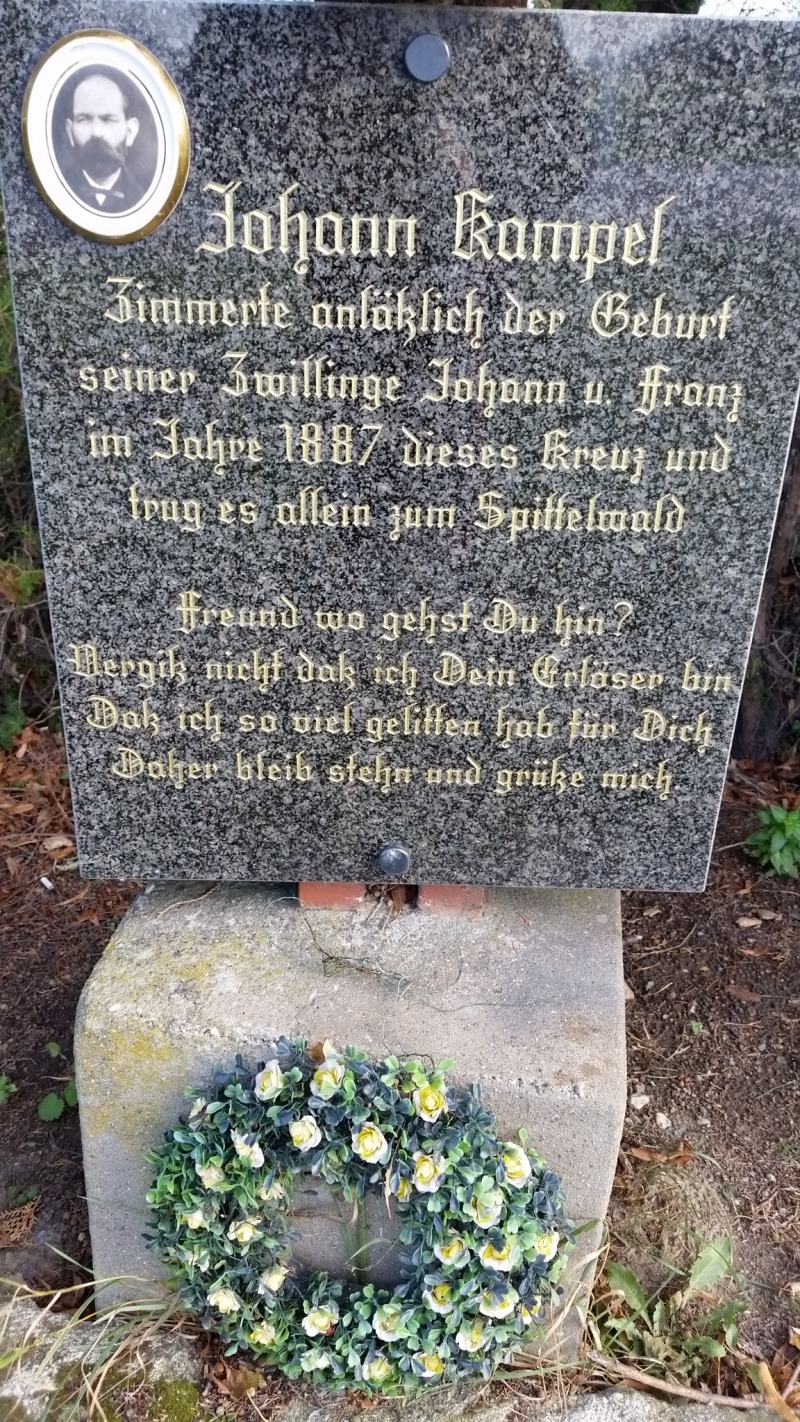 Johann Kampel
Zimmerte anläßlich der Geburt
seiner Zwillinge Johann u. Franz
im Jahre 1887 dieses Kreuz und
trug es allein zum Spittelwald
Freund wo gehst Du hin?
Vergiß nicht daß ich Dein Erlöser bin
Daß ich so viel gelitten hab für Dich
Daher bleib stehn und grüße mich.